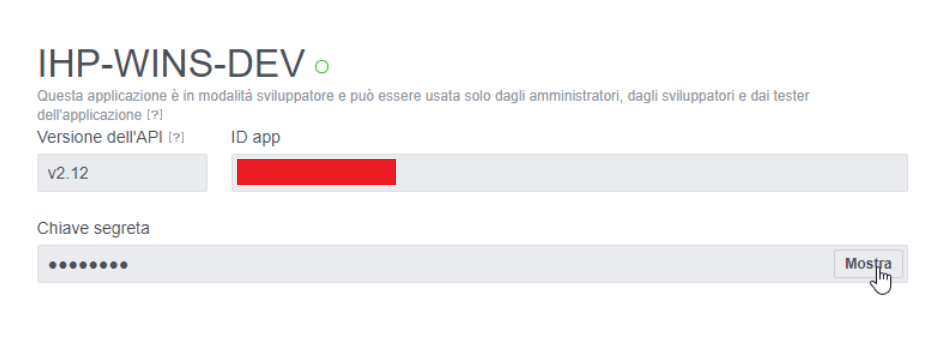 IHP-WINS-DEV
Questa applicazione è in modalità sviluppatore e può essere usata solo dagli amministratori, dagli sviluppatori e dai tester
dell'applicazione [?]
Versione dell'API [?] ID app
v2.12
Chiave segreta
●●●●●●●● Mostra